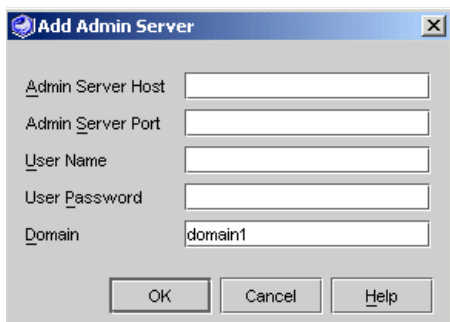 Add Admin Server
Admin Server Host
Admin Server Port
User Name
User Password
Domain domain1
OK Cancel Help